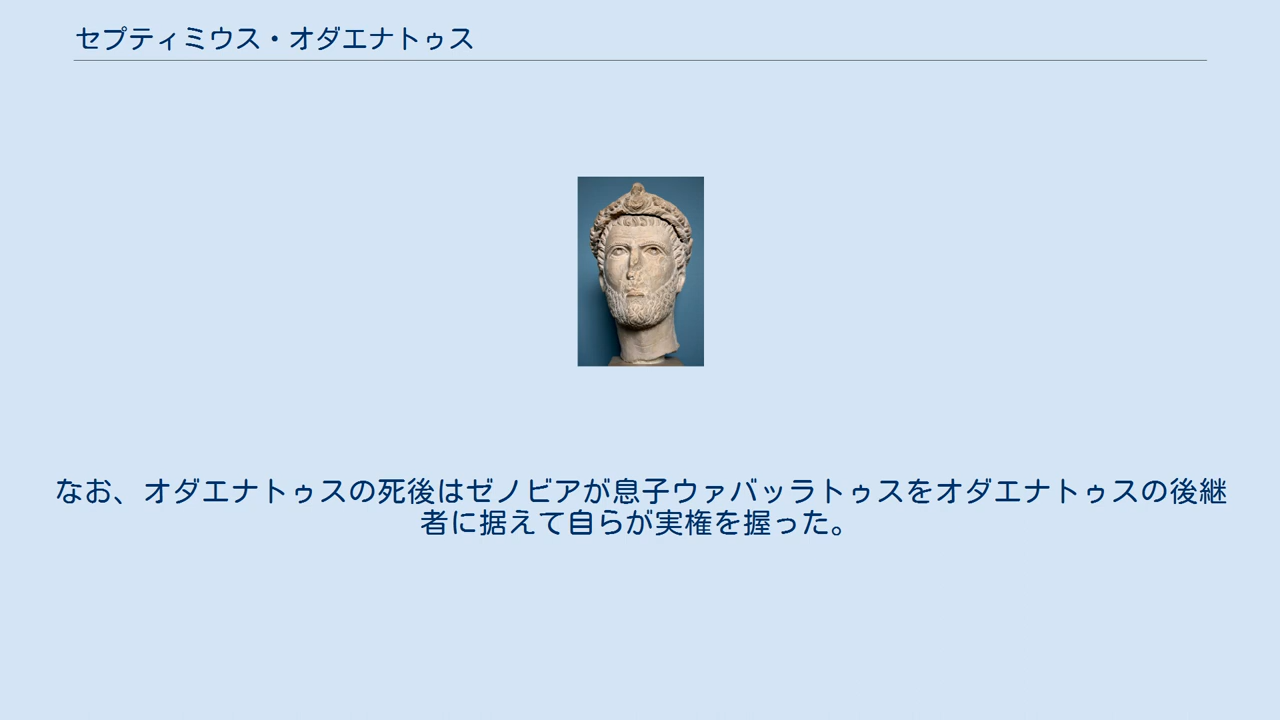 セプティミウス・オダエナトゥス
なお、オダエナトゥスの死後はゼノビアが息子ウァバッラトゥスをオダエナトゥスの後継
者に据えて自らが実権を握った。